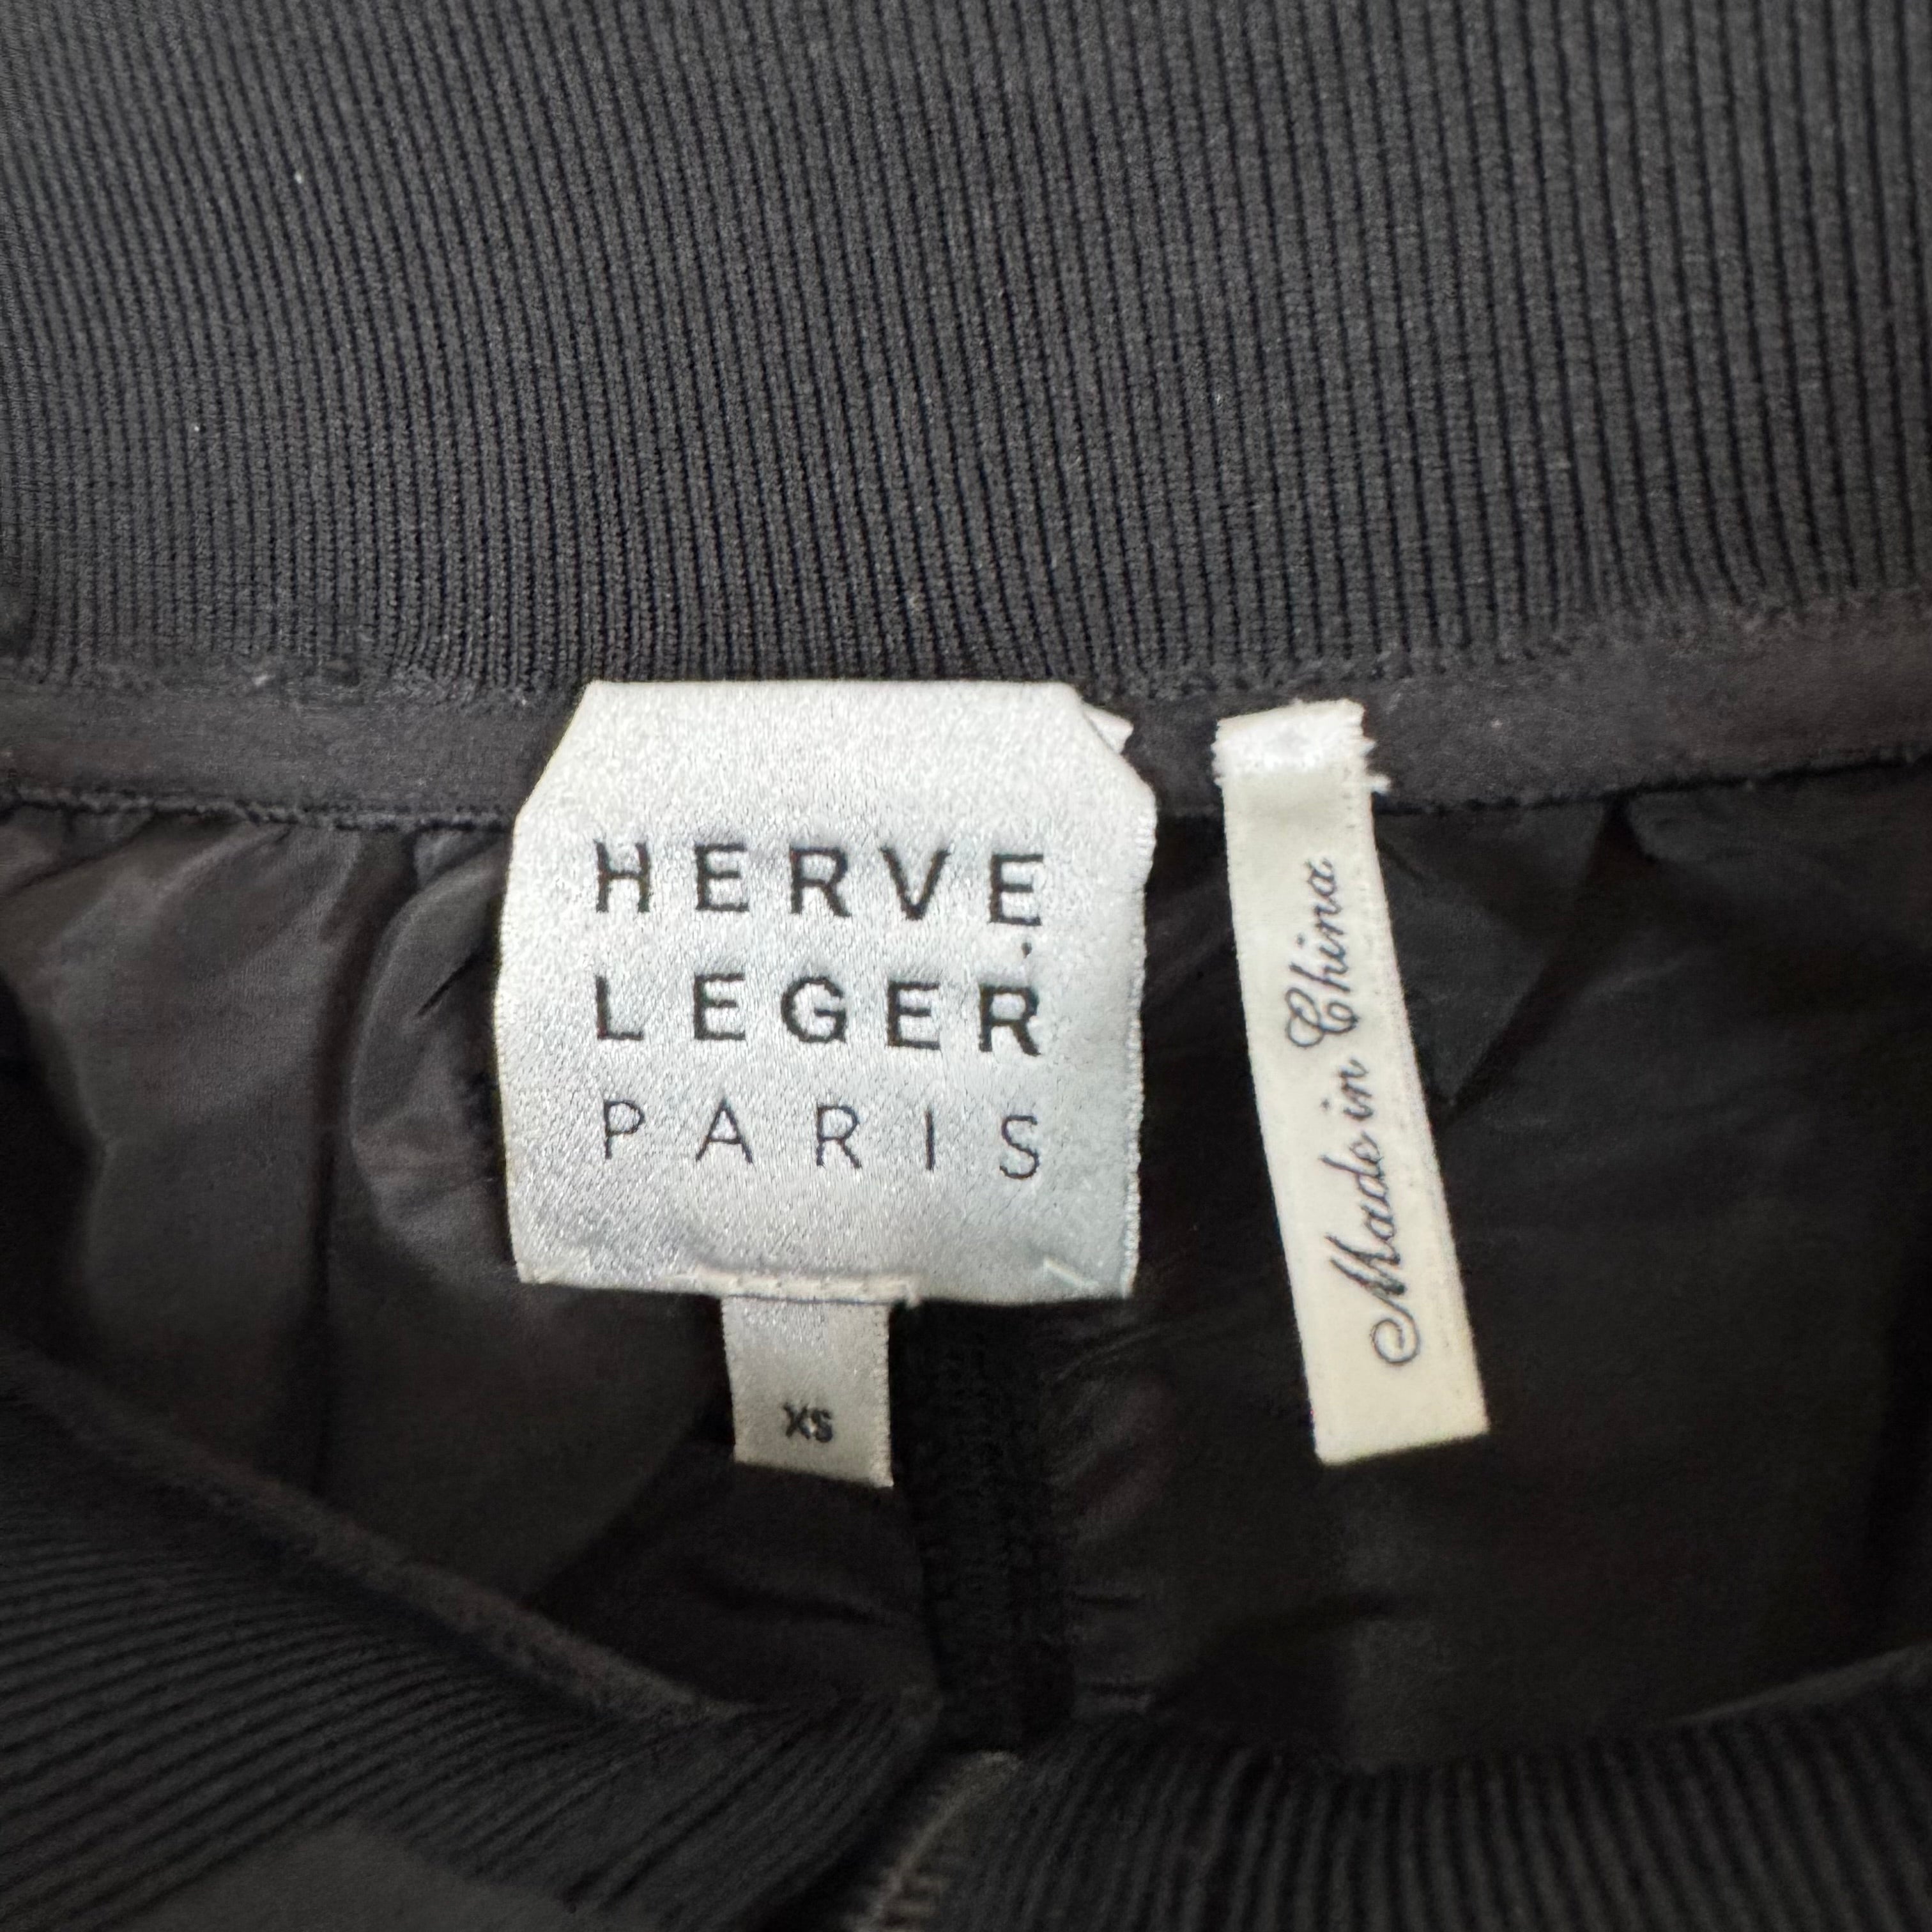 HERVE
LEGER
PARIS
XS
Made in China